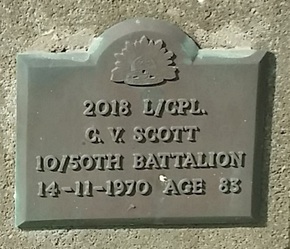 2018 L/CPL.
C. V. SCOTT
10/50TH BATTALION
14-11-1970 AGE 83